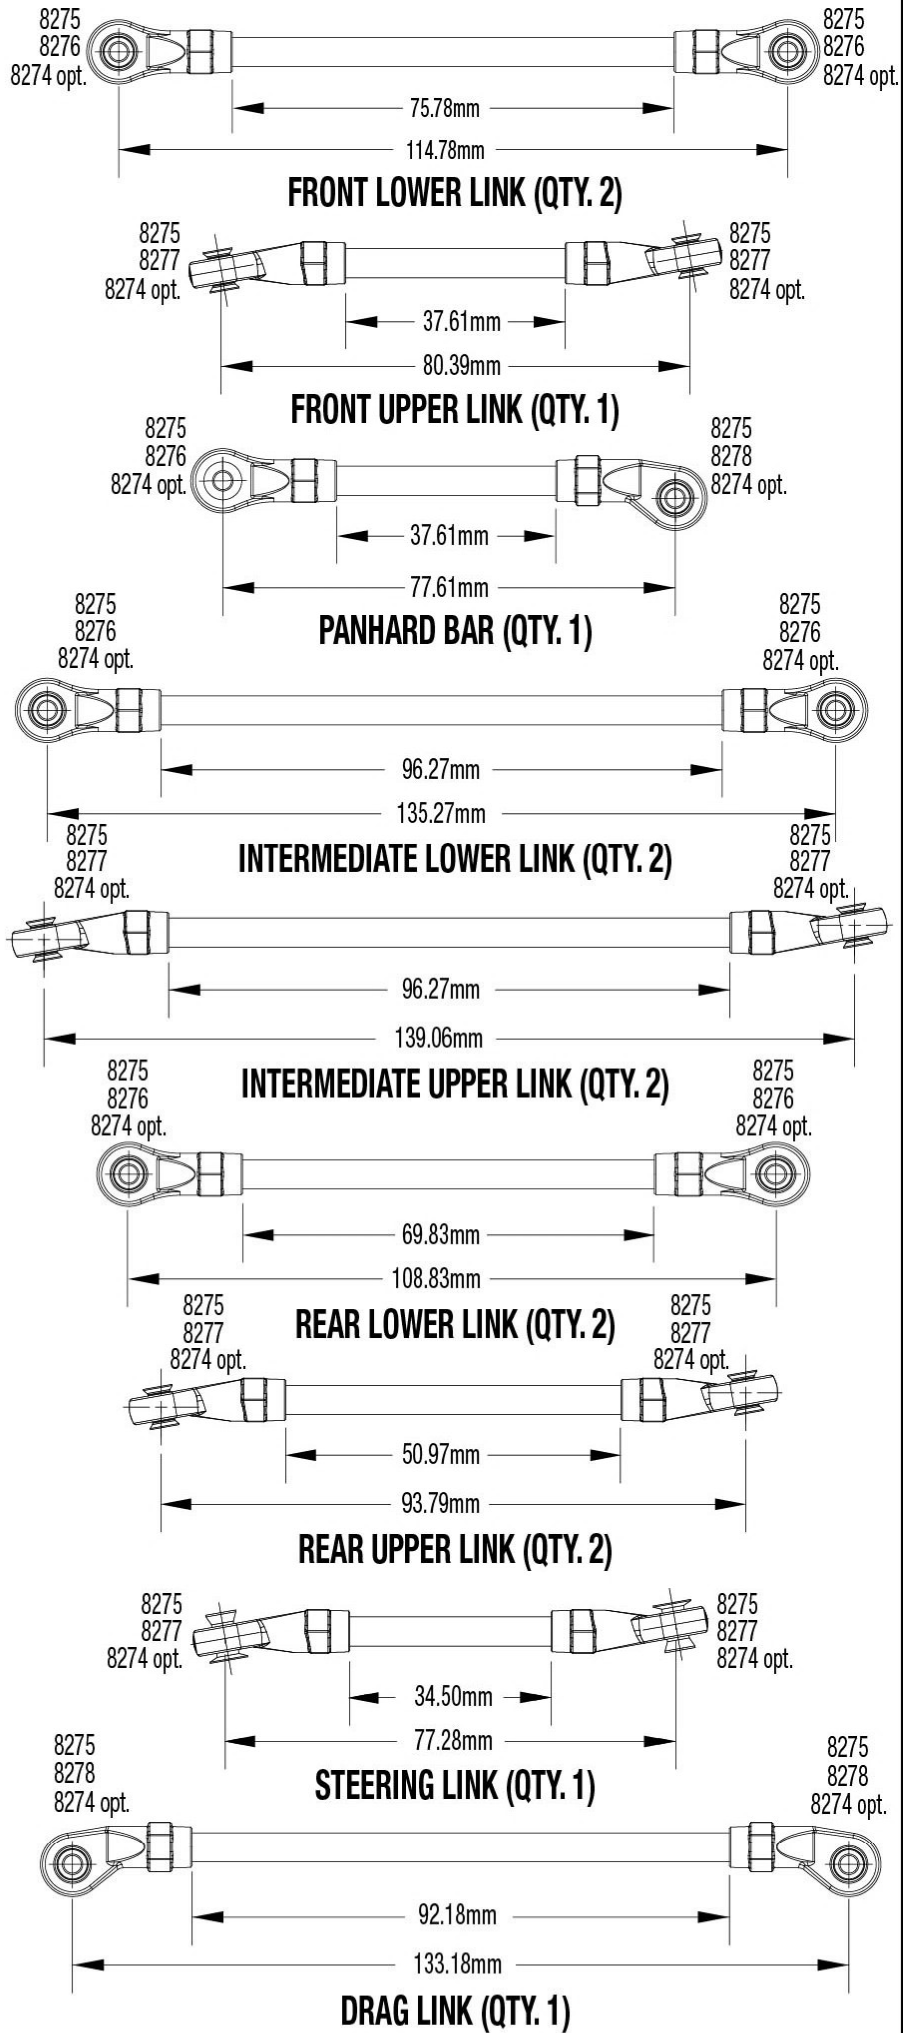 8275
8276
8274 opt.
8275
8276
8274 opt.
75.78mm
114.78mm
FRONT LOWER LINK (QTY. 2)
8275
8277
8274 opt.
8275
8277
8274 opt.
37.61mm
80.39mm
FRONT UPPER LINK (QTY. 1)
8275
8276
8274 opt.
8275
8278
8274 opt.
37.61mm
77.61mm
PANHARD BAR (QTY. 1)
8275
8276
8274 opt.
8275
8276
8274 opt.
96.27mm
135.27mm
INTERMEDIATE LOWER LINK (QTY. 2)
8275
8277
8274 opt.
8275
8277
8274 opt.
96.27mm
139.06mm
INTERMEDIATE UPPER LINK (QTY. 2)
8275
8276
8274 opt.
8275
8276
8274 opt.
69.83mm
108.83mm
REAR LOWER LINK (QTY. 2)
8275
8277
8274 opt.
8275
8277
8274 opt.
50.97mm
93.79mm
REAR UPPER LINK (QTY. 2)
8275
8277
8274 opt.
8275
8277
8274 opt.
34.50mm
77.28mm
STEERING LINK (QTY. 1)
8275
8278
8274 opt.
8275
8278
8274 opt.
92.18mm
133.18mm
DRAG LINK (QTY. 1)